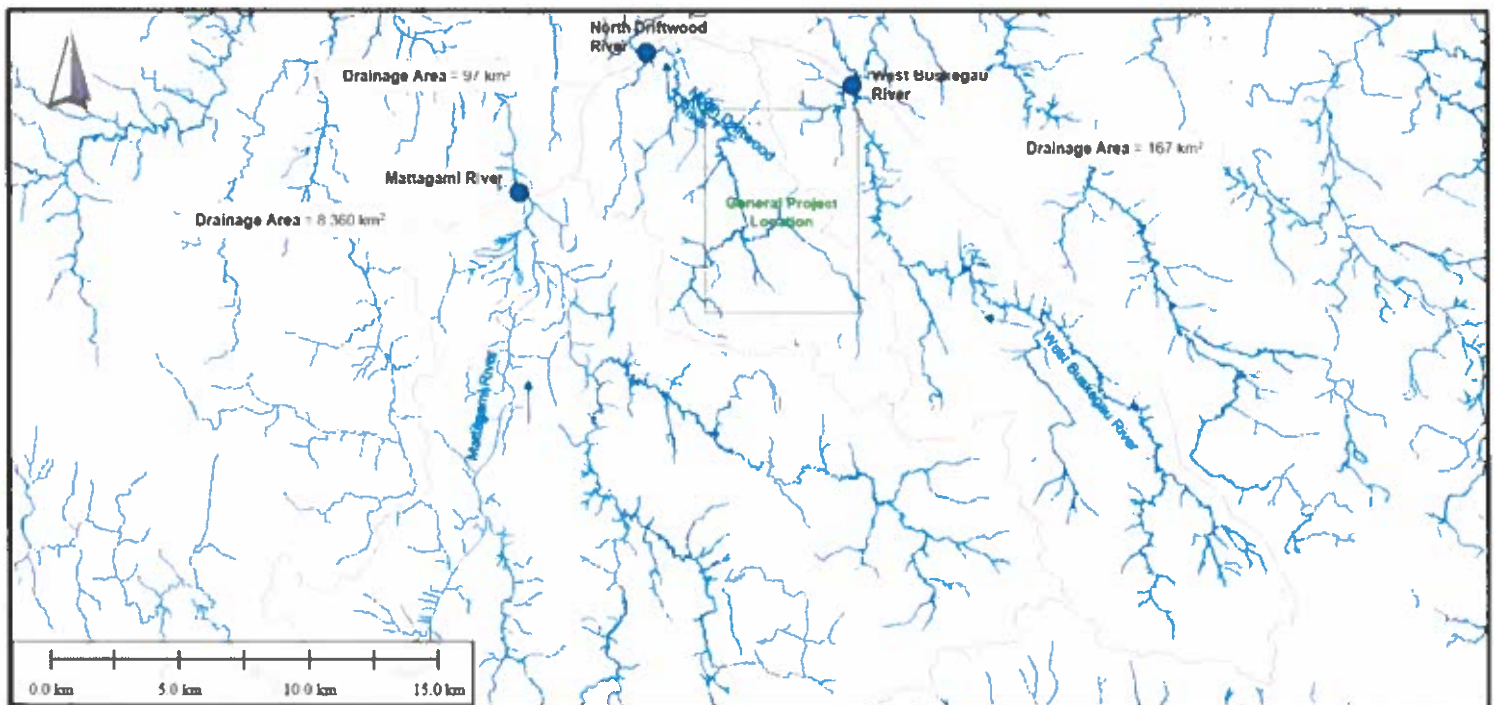 North Driftwood
River
Drainage Area = 97 km²
West Buskegau
River
Drainage Area = 167 km²
Mattagami River
Drainage Area = 8 360 km²
General Project
Location
Mattagami River
West Buskegau River
0.0 km
5.0 km
10.0 km
15.0 km